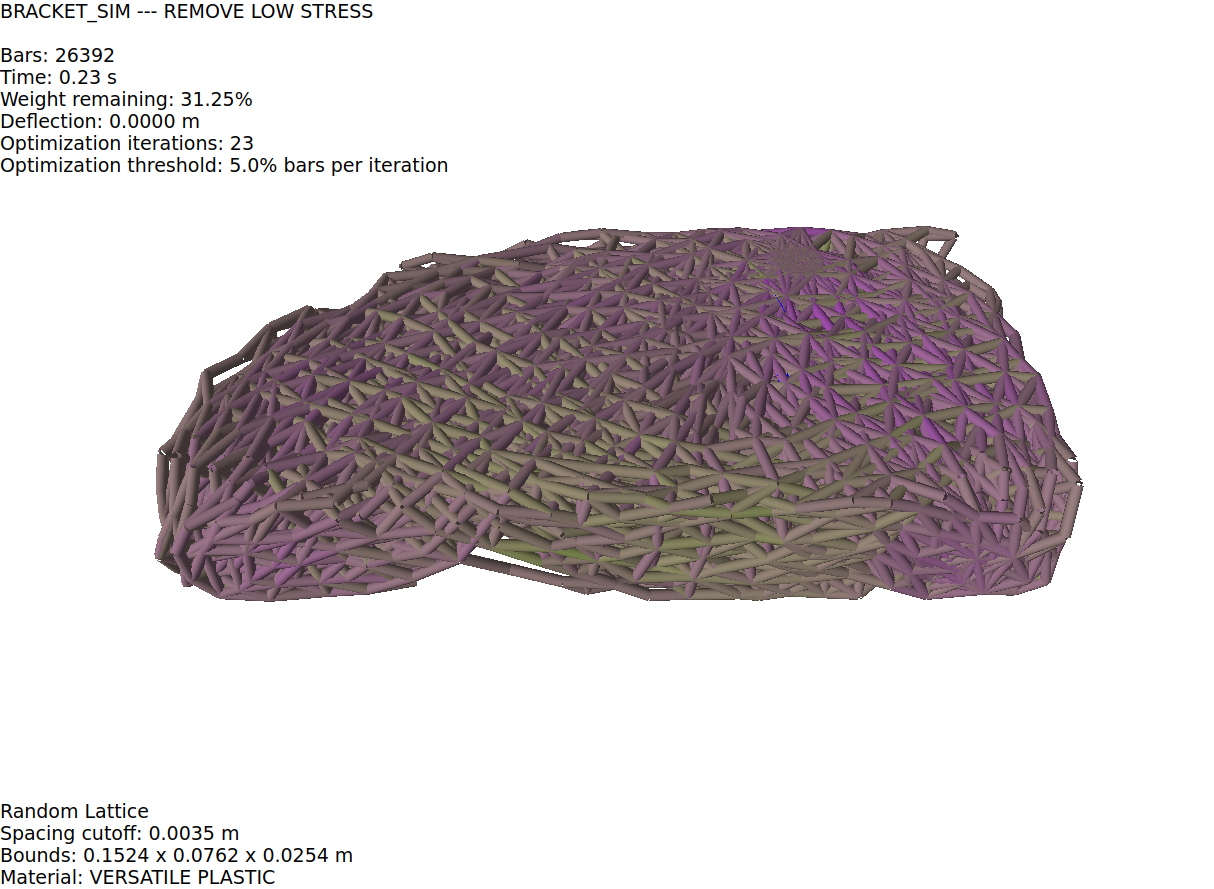 BRACKET_SIM --- REMOVE LOW STRESS
Bars: 26392
Time: 0.23 s
Weight remaining: 31.25%
Deflection: 0.0000 m
Optimization iterations: 23
Optimization threshold: 5.0% bars per iteration
Random Lattice
Spacing cutoff: 0.0035 m
Bounds: 0.1524 x 0.0762 x 0.0254 m
Material: VERSATILE PLASTIC